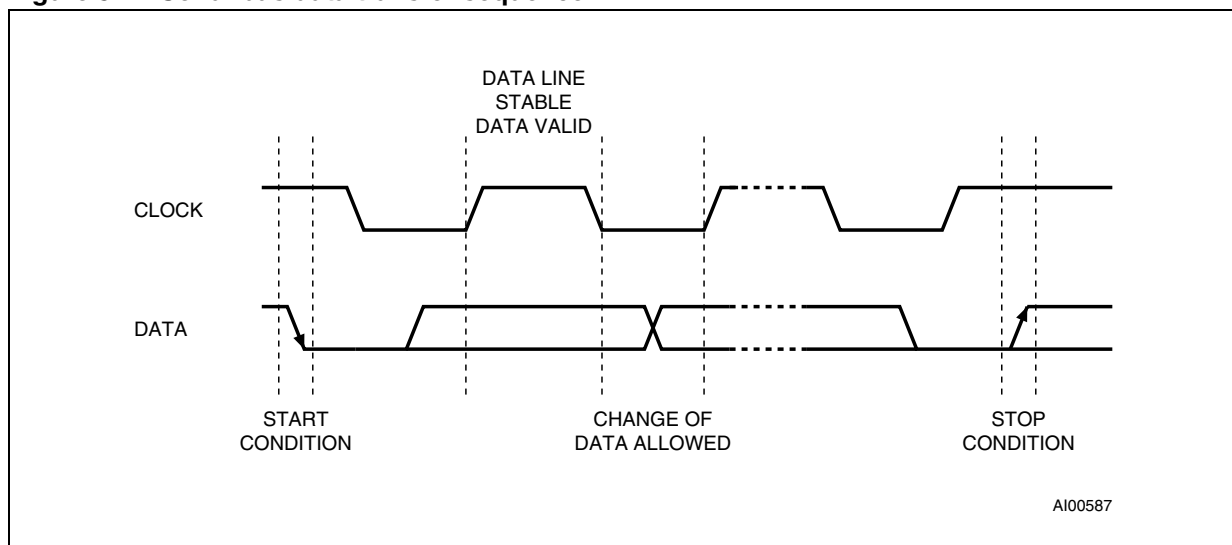 DATA LINE
STABLE
DATA VALID
CLOCK
DATA
START
CONDITION
CHANGE OF
DATA ALLOWED
STOP
CONDITION
AI00587